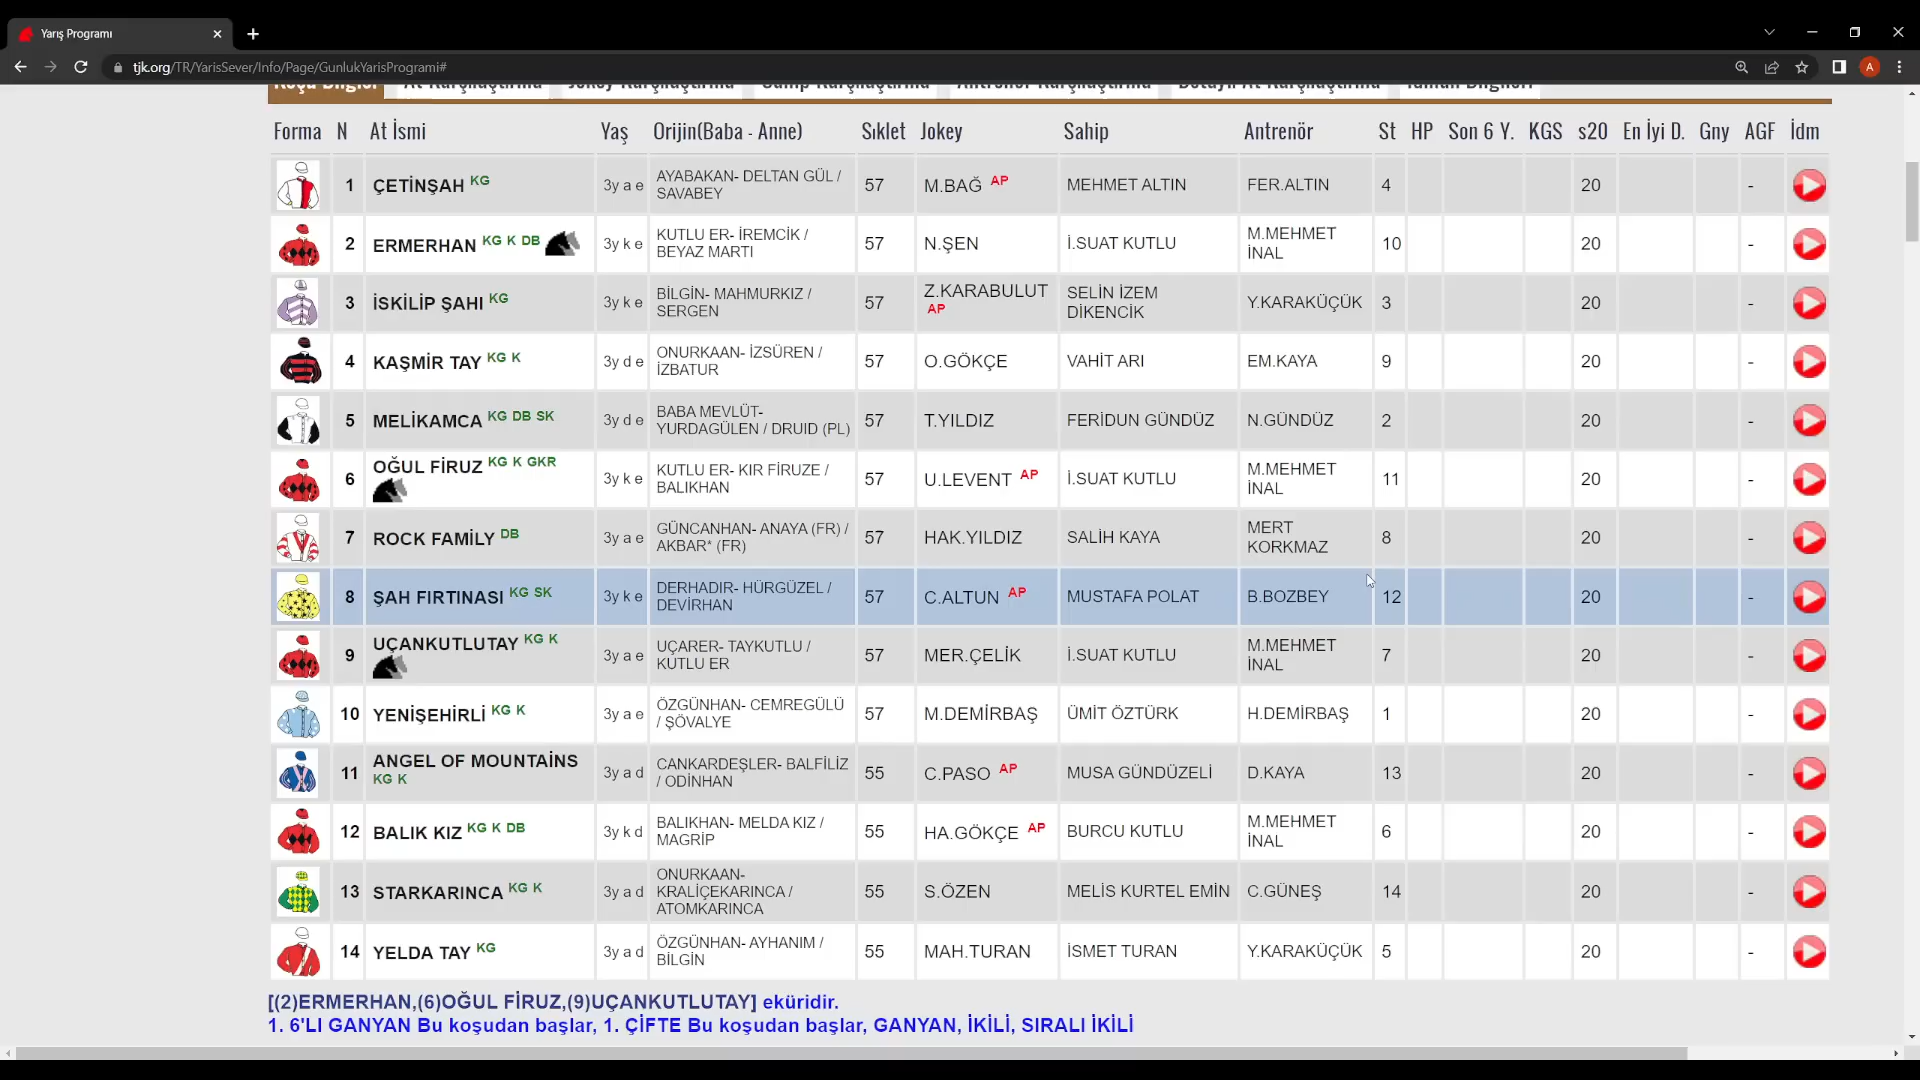 Yarış Programı
tjk.org/TR/YarisSever/Info/Page/GunlukYarisProgrami#
A
Koşu Bilgisi At Karşılaştırma Jokey Karşılaştırma Sahip Karşılaştırma Antrenör Karşılaştırma Detaylı At Karşılaştırma
Forma N At İsmi Yaş Orijin(Baba - Anne) Sıklet Jokey Sahip Antrenör St HP Son 6 Y. KGS s20 En İyi D. Gny AGF İdm
1 ÇETİNŞAH KG 3y a e AYABAKAN- DELTAN GÜL / 57 M.BAĞ AP MEHMET ALTIN FER.ALTIN 4 20 -
SAVABEY
2 ERMERHAN KG K DB 3y k e KUTLU ER- İREMCİK / 57 N.ŞEN İ.SUAT KUTLU M.MEHMET 10 20 -
BEYAZ MARTI İNAL
3 İSKİLİP ŞAHI KG 3y k e BİLGİN- MAHMURKIZ / 57 Z.KARABULUT SELİN İZEM Y.KARAKÜÇÜK 3 20 -
SERGEN AP DİKENCİK
4 KAŞMİR TAY KG K 3y d e ONURKAAN- İZSÜREN / 57 O.GÖKÇE VAHİT ARI EM.KAYA 9 20 -
İZBATUR
5 MELİKAMCA KG DB SK 3y d e BABA MEVLÜT- 57 T.YILDIZ FERİDUN GÜNDÜZ N.GÜNDÜZ 2 20 -
YURDAGÜLEN / DRUID (PL)
6 OĞUL FİRUZ KG K GKR 3y k e KUTLU ER- KIR FİRUZE / 57 U.LEVENT AP İ.SUAT KUTLU M.MEHMET 11 20 -
BALIKHAN İNAL
7 ROCK FAMİLY DB 3y a e GÜNCANHAN- ANAYA (FR) / 57 HAK.YILDIZ SALİH KAYA MERT 8 20 -
AKBAR* (FR) KORKMAZ
8 ŞAH FIRTINASI KG SK 3y k e DERHADIR- HÜRGÜZEL / 57 C.ALTUN AP MUSTAFA POLAT B.BOZBEY 12 20 -
DEVİRHAN
9 UÇANKUTLUTAY KG K 3y a e UÇARER- TAYKUTLU / 57 MER.ÇELİK İ.SUAT KUTLU M.MEHMET 7 20 -
KUTLU ER İNAL
10 YENİŞEHİRLİ KG K 3y a e ÖZGÜNHAN- CEMREGÜLÜ 57 M.DEMİRBAŞ ÜMİT ÖZTÜRK H.DEMİRBAŞ 1 20 -
/ ŞÖVALYE
11 ANGEL OF MOUNTAİNS 3y a d CANKARDEŞLER- BALFİLİZ 55 C.PASO AP MUSA GÜNDÜZELİ D.KAYA 13 20 -
KG K / ODİNHAN
12 BALIK KIZ KG K DB 3y k d BALIKHAN- MELDA KIZ / 55 HA.GÖKÇE AP BURCU KUTLU M.MEHMET 6 20 -
MAGRİP İNAL
13 STARKARINCA KG K 3y a d ONURKAAN- 55 S.ÖZEN MELİS KURTEL EMİN C.GÜNEŞ 14 20 -
KRALİÇEKARINCA /
ATOMKARINCA
14 YELDA TAY KG 3y a d ÖZGÜNHAN- AYHANIM / 55 MAH.TURAN İSMET TURAN Y.KARAKÜÇÜK 5 20 -
BİLGİN
[(2)ERMERHAN,(6)OĞUL FİRUZ,(9)UÇANKUTLUTAY] eküridir.
1. 6'LI GANYAN Bu koşudan başlar, 1. ÇİFTE Bu koşudan başlar, GANYAN, İKİLİ, SIRALI İKİLİ